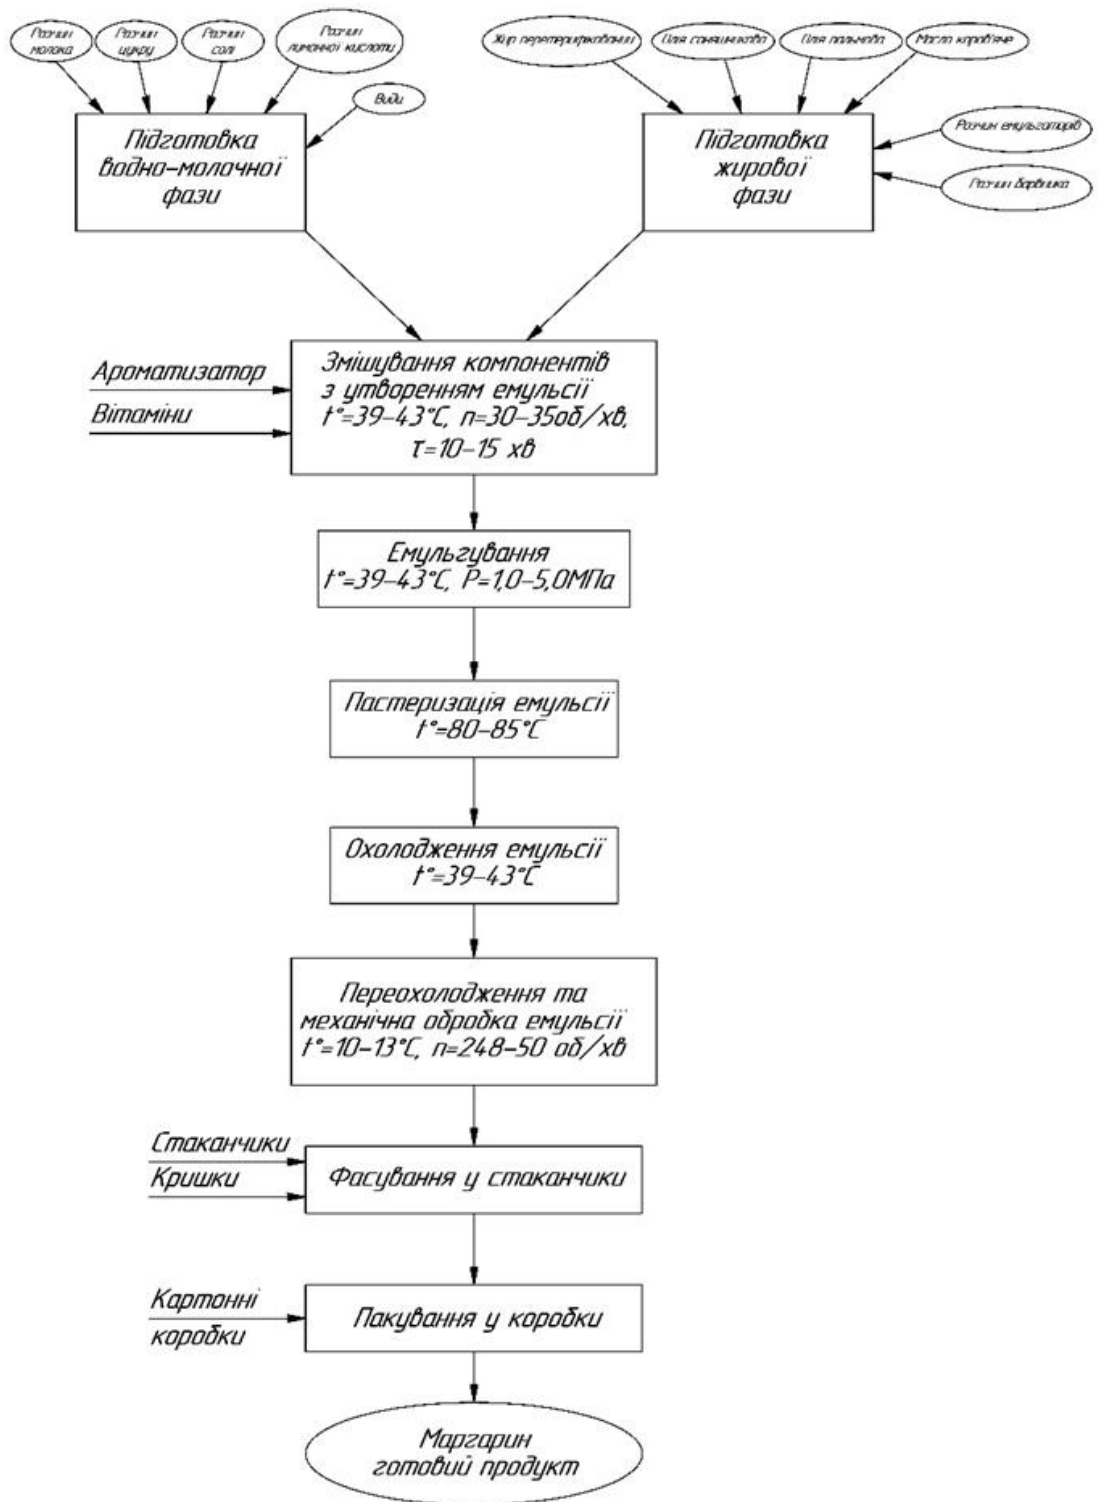 Розчин
молока
Розчин
цукру
Розчин
солі
Розчин
лимонної кислоти
Види
Жир перетерифікований
Олія соняшникова
Олія пальмова
Масло коров'яче
Розчин емульгаторів
Розчин барвника
Підготовка
водно-молочної
фази
Підготовка
жирової
фази
Ароматизатор
Вітаміни
Змішування компонентів
з утворенням емульсії
t°=39–43°C, n=30–35об/хв,
τ=10–15 хв
Емульгування
t°=39–43°C, P=1,0–5,0МПа
Пастеризація емульсії
t°=80–85°C
Охолодження емульсії
t°=39–43°C
Переохолодження та
механічна обробка емульсії
t°=10–13°C, n=248–50 об/хв
Стаканчики
Кришки
Фасування у стаканчики
Картонні
коробки
Пакування у коробки
Маргарин
готовий продукт